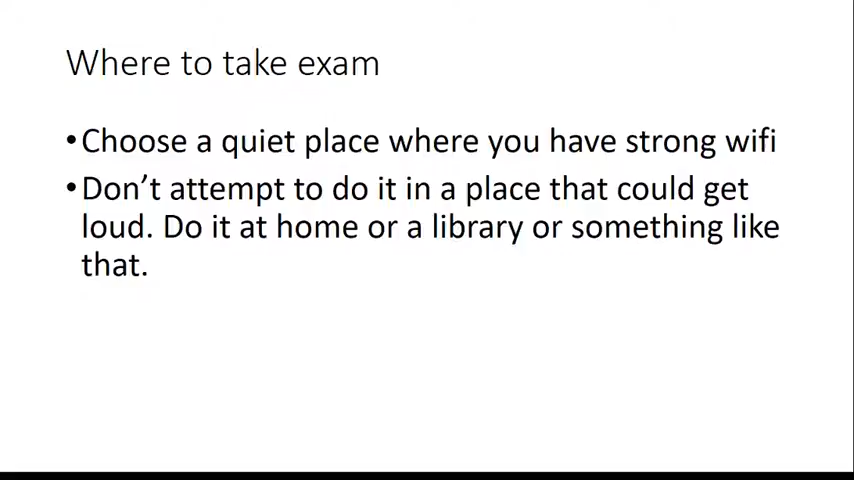 Where to take exam
•Choose a quiet place where you have strong wifi
•Don’t attempt to do it in a place that could get
loud. Do it at home or a library or something like
that.